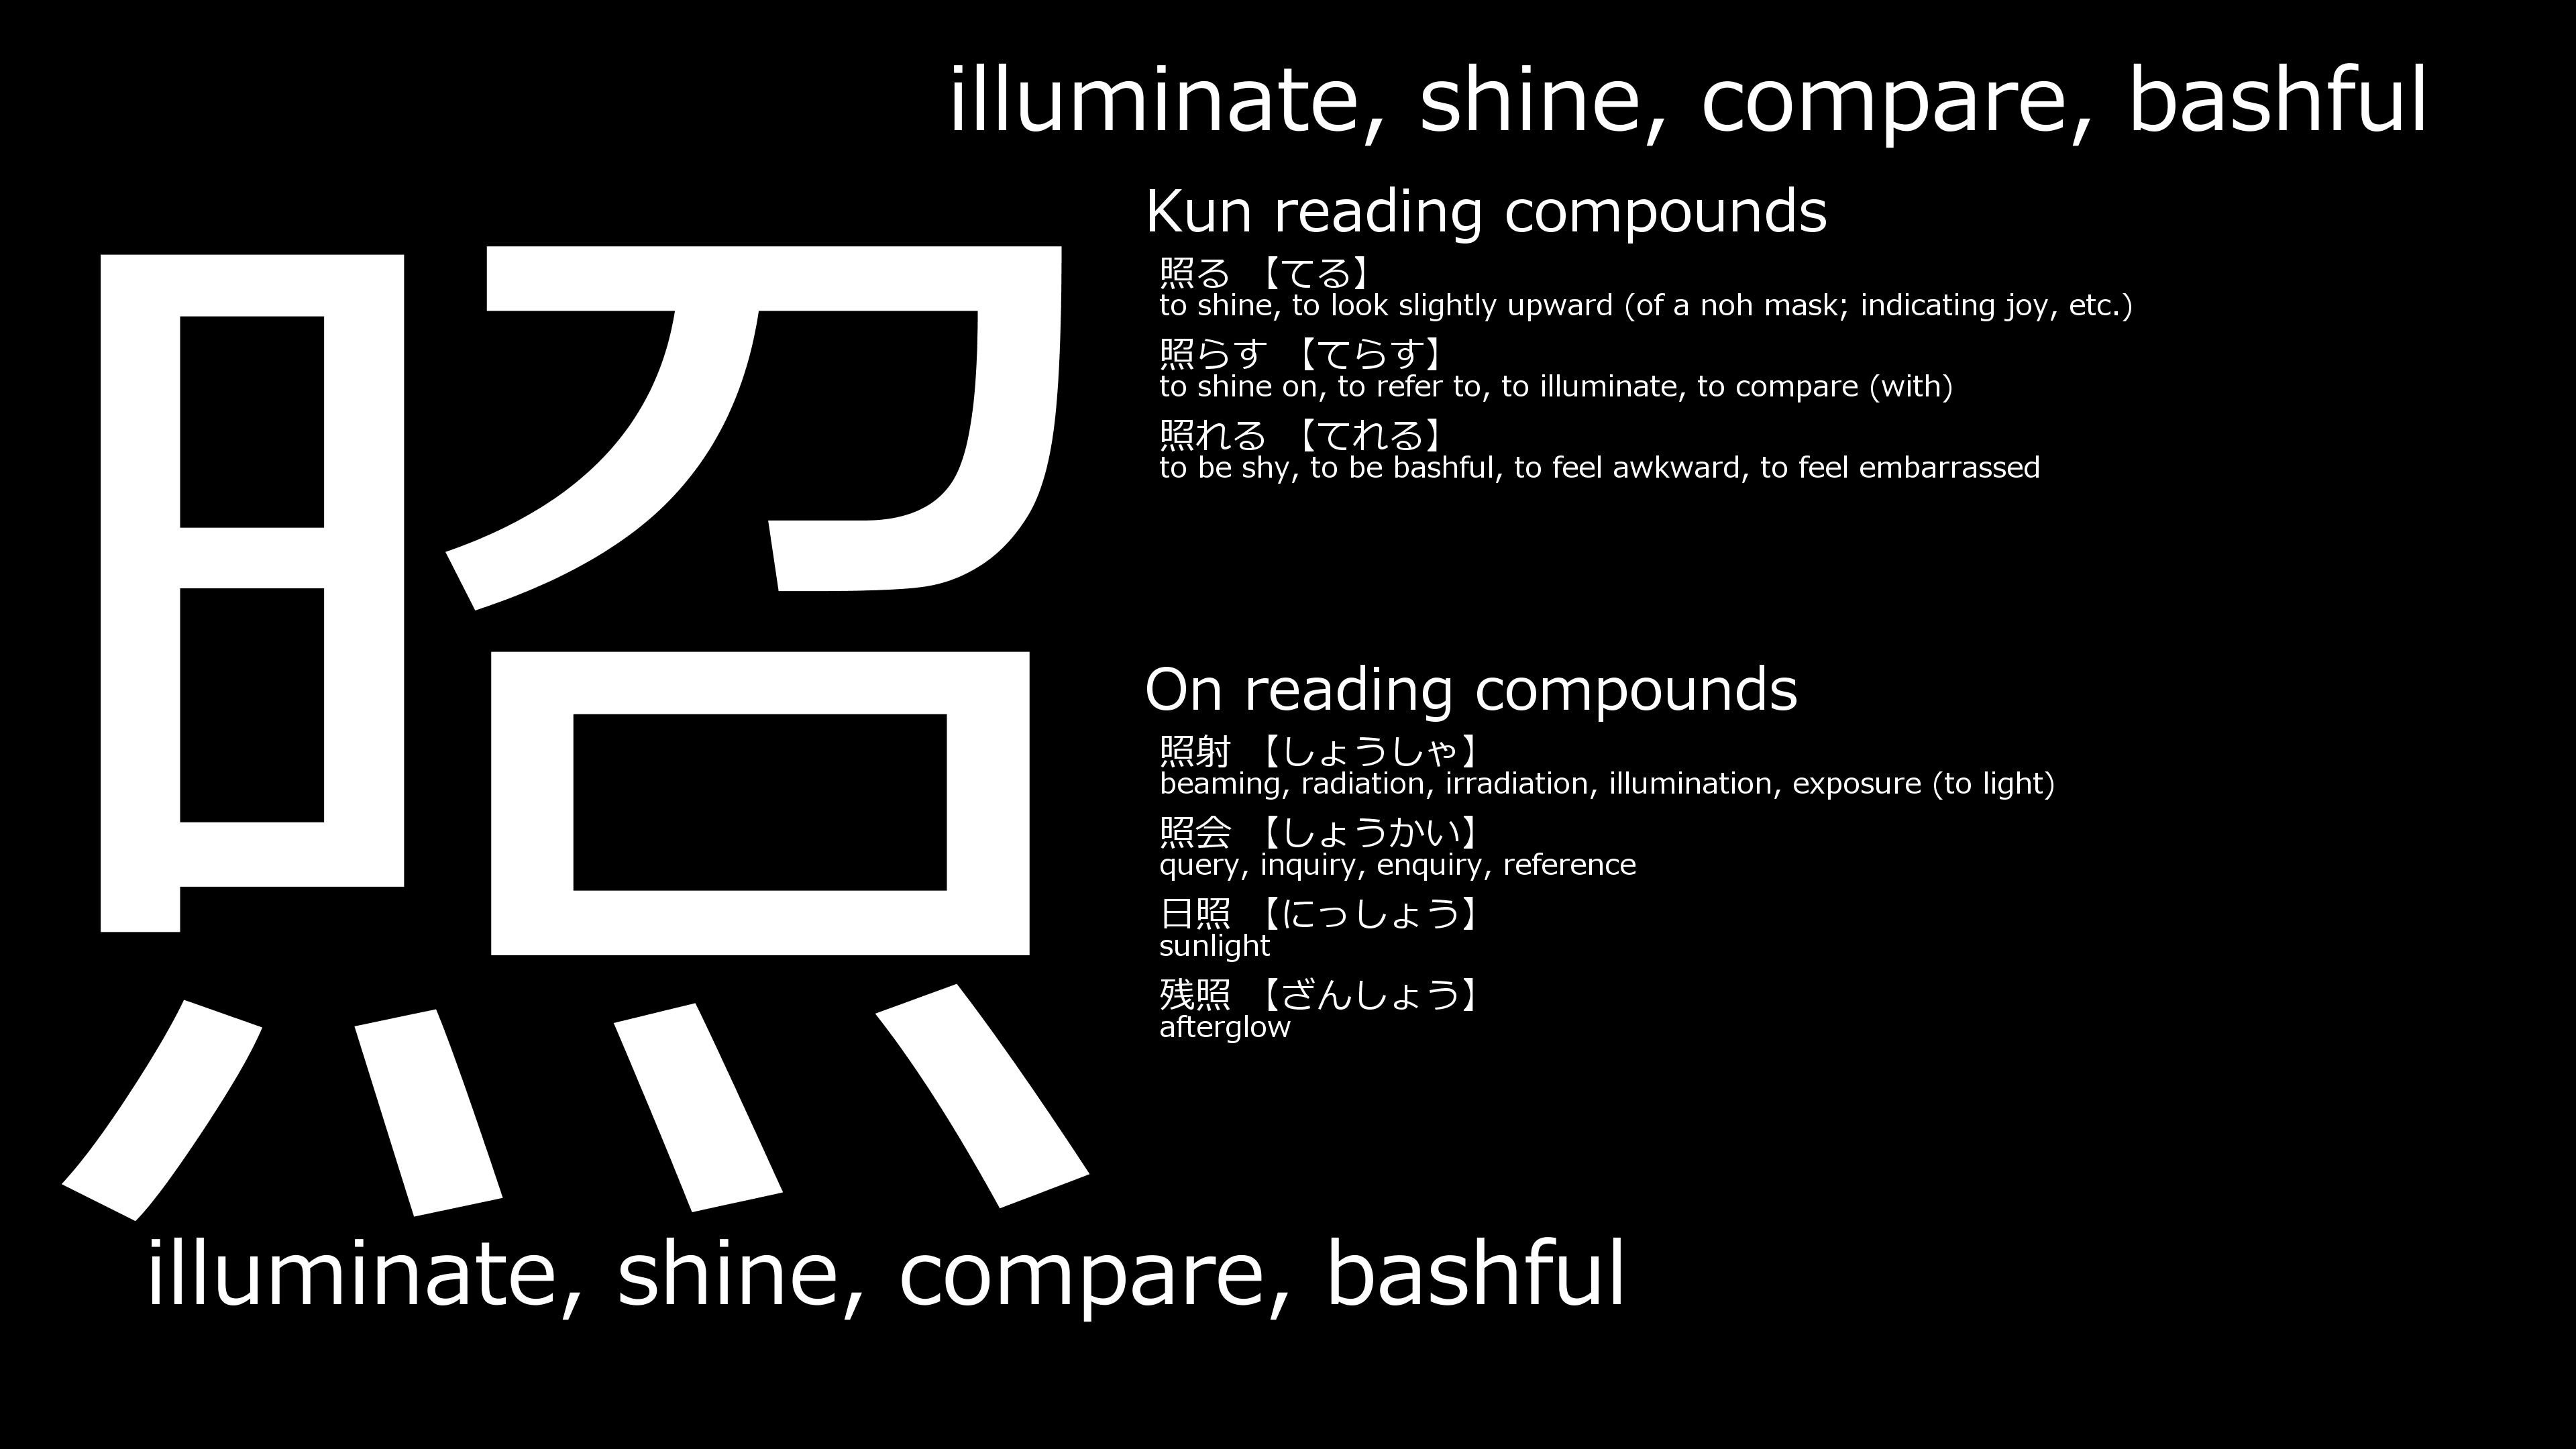 illuminate, shine, compare, bashful
照
Kun reading compounds
照る 【てる】
to shine, to look slightly upward (of a noh mask; indicating joy, etc.)
照らす 【てらす】
to shine on, to refer to, to illuminate, to compare (with)
照れる 【てれる】
to be shy, to be bashful, to feel awkward, to feel embarrassed
On reading compounds
照射 【しょうしゃ】
beaming, radiation, irradiation, illumination, exposure (to light)
照会 【しょうかい】
query, inquiry, enquiry, reference
日照 【にっしょう】
sunlight
残照 【ざんしょう】
afterglow
illuminate, shine, compare, bashful